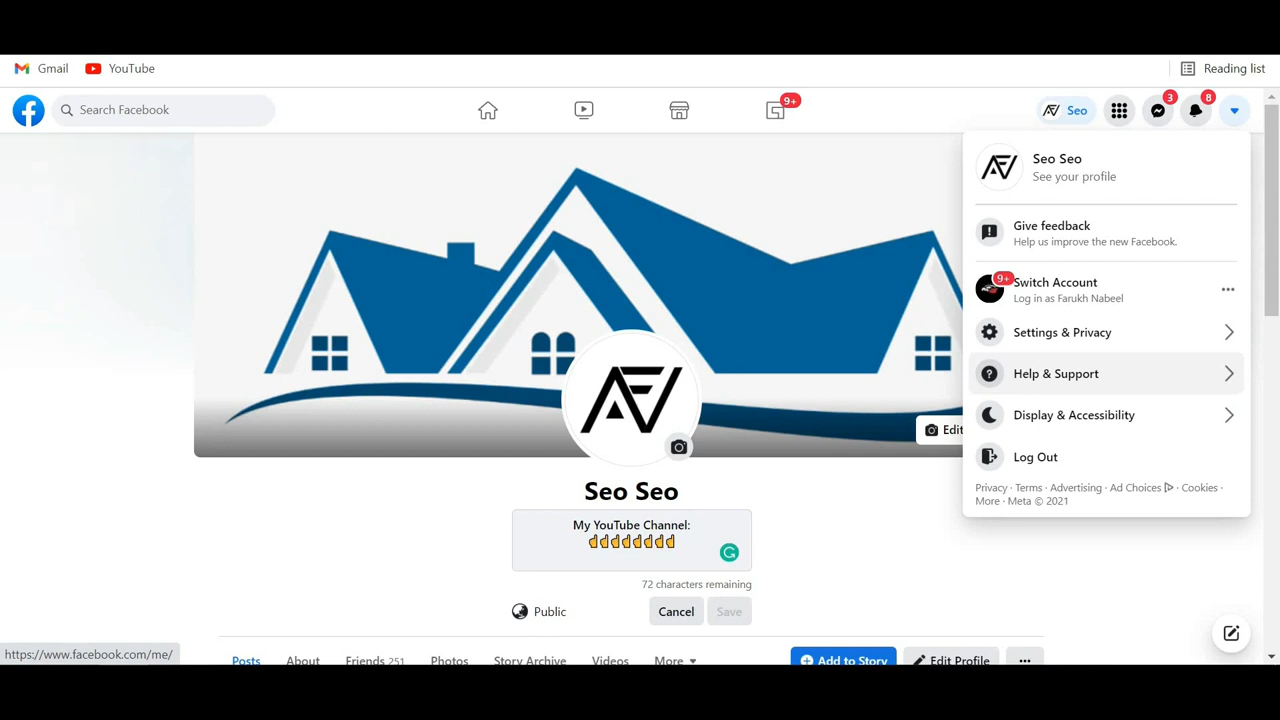 Gmail YouTube Reading list
Search Facebook 9+ Seo 3 8
Seo Seo
See your profile
Give feedback
Help us improve the new Facebook.
9+ Switch Account
Log in as Farukh Nabeel
Settings & Privacy
Help & Support
Display & Accessibility
Log Out
Privacy · Terms · Advertising · Ad Choices · Cookies ·
More · Meta © 2021
Edit
Seo Seo
My YouTube Channel:
72 characters remaining
Public Cancel Save
https://www.facebook.com/me/
Posts About Friends 251 Photos Story Archive Videos More Add to Story Edit Profile